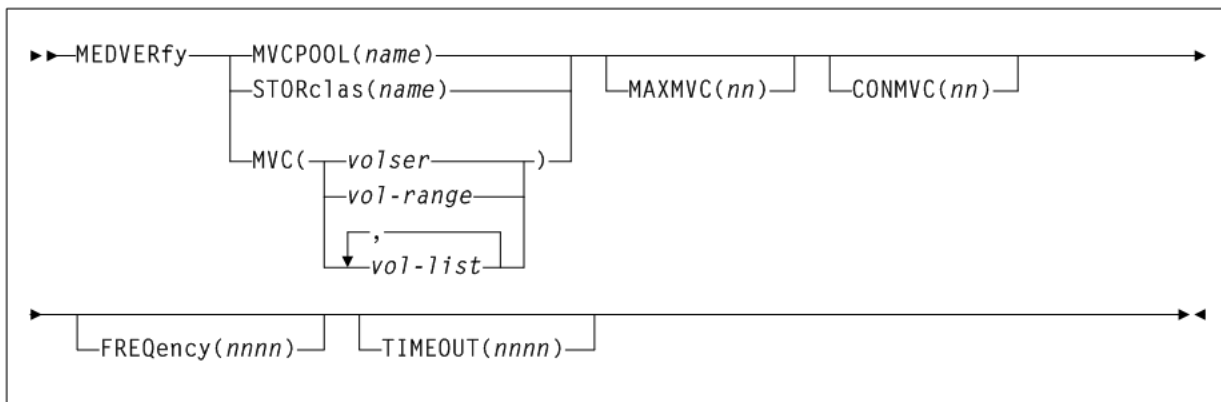 MEDVERfy MVCPOOL(name) MAXMVC(nn) CONMVC(nn)
STORclas(name)
MVC( volser )
vol-range
,
vol-list
FREQency(nnnn) TIMEOUT(nnnn)